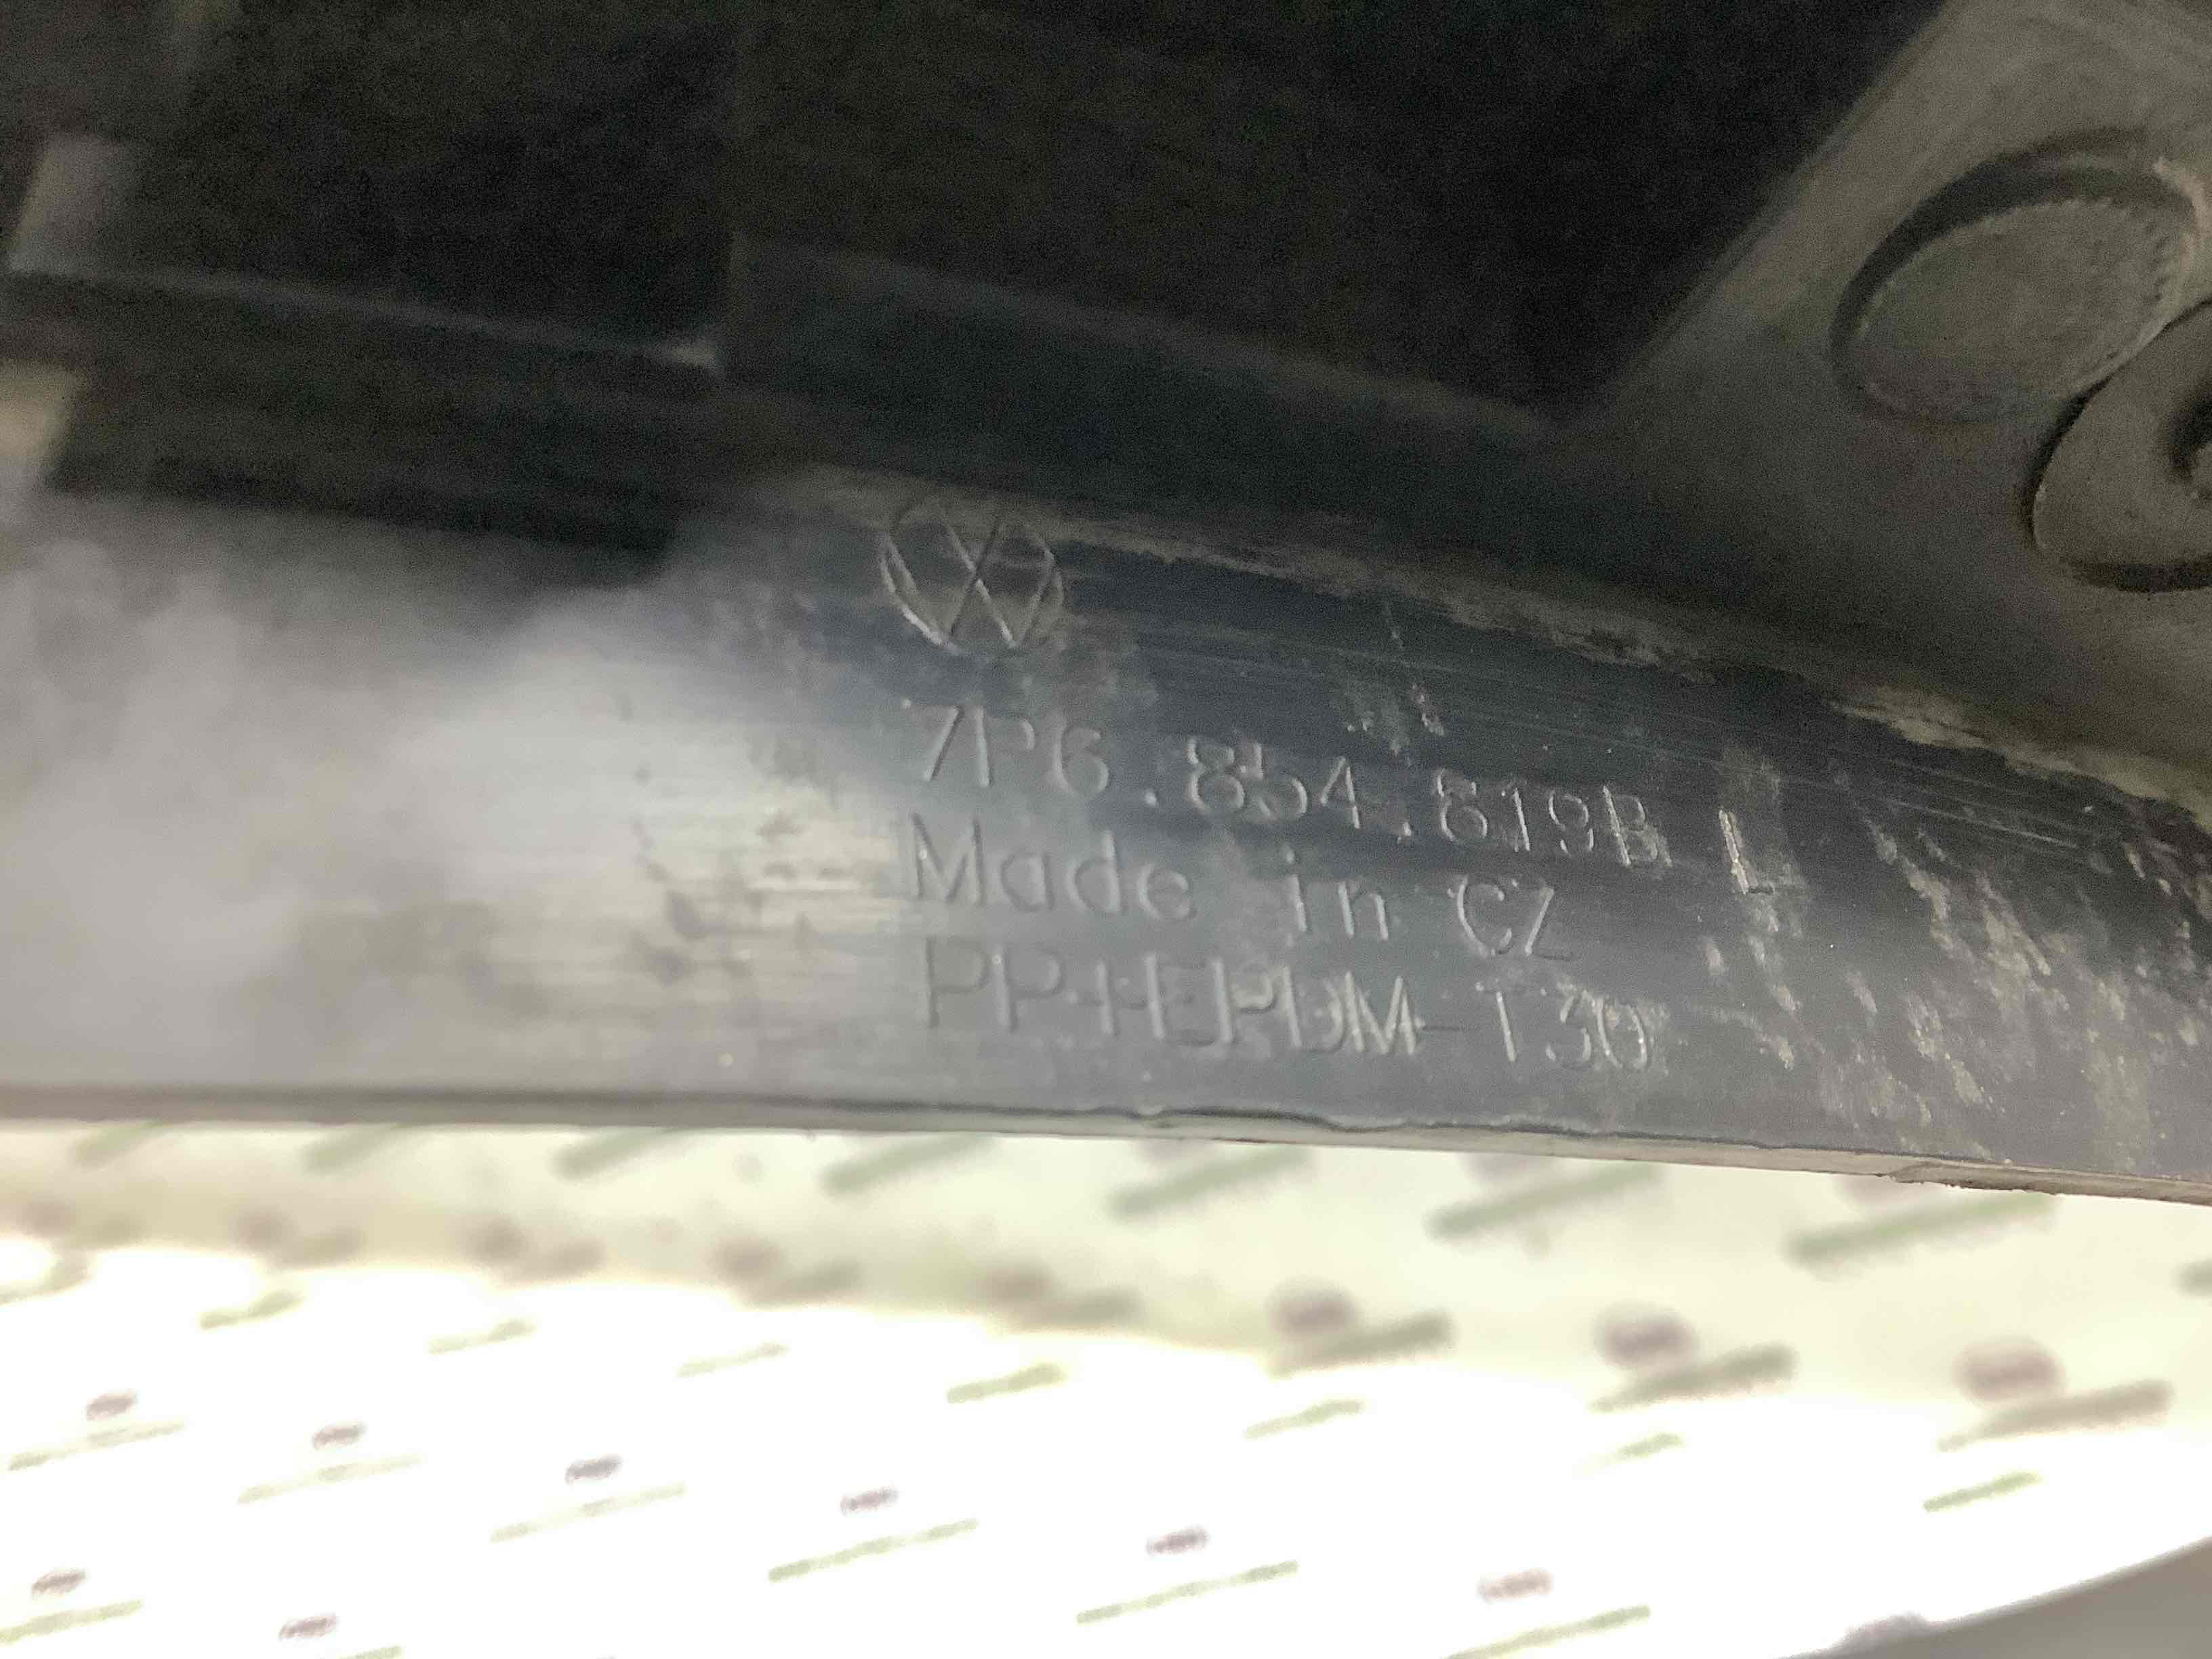 7P6.854.819B L
Made in CZ
PP+EPDM-T30